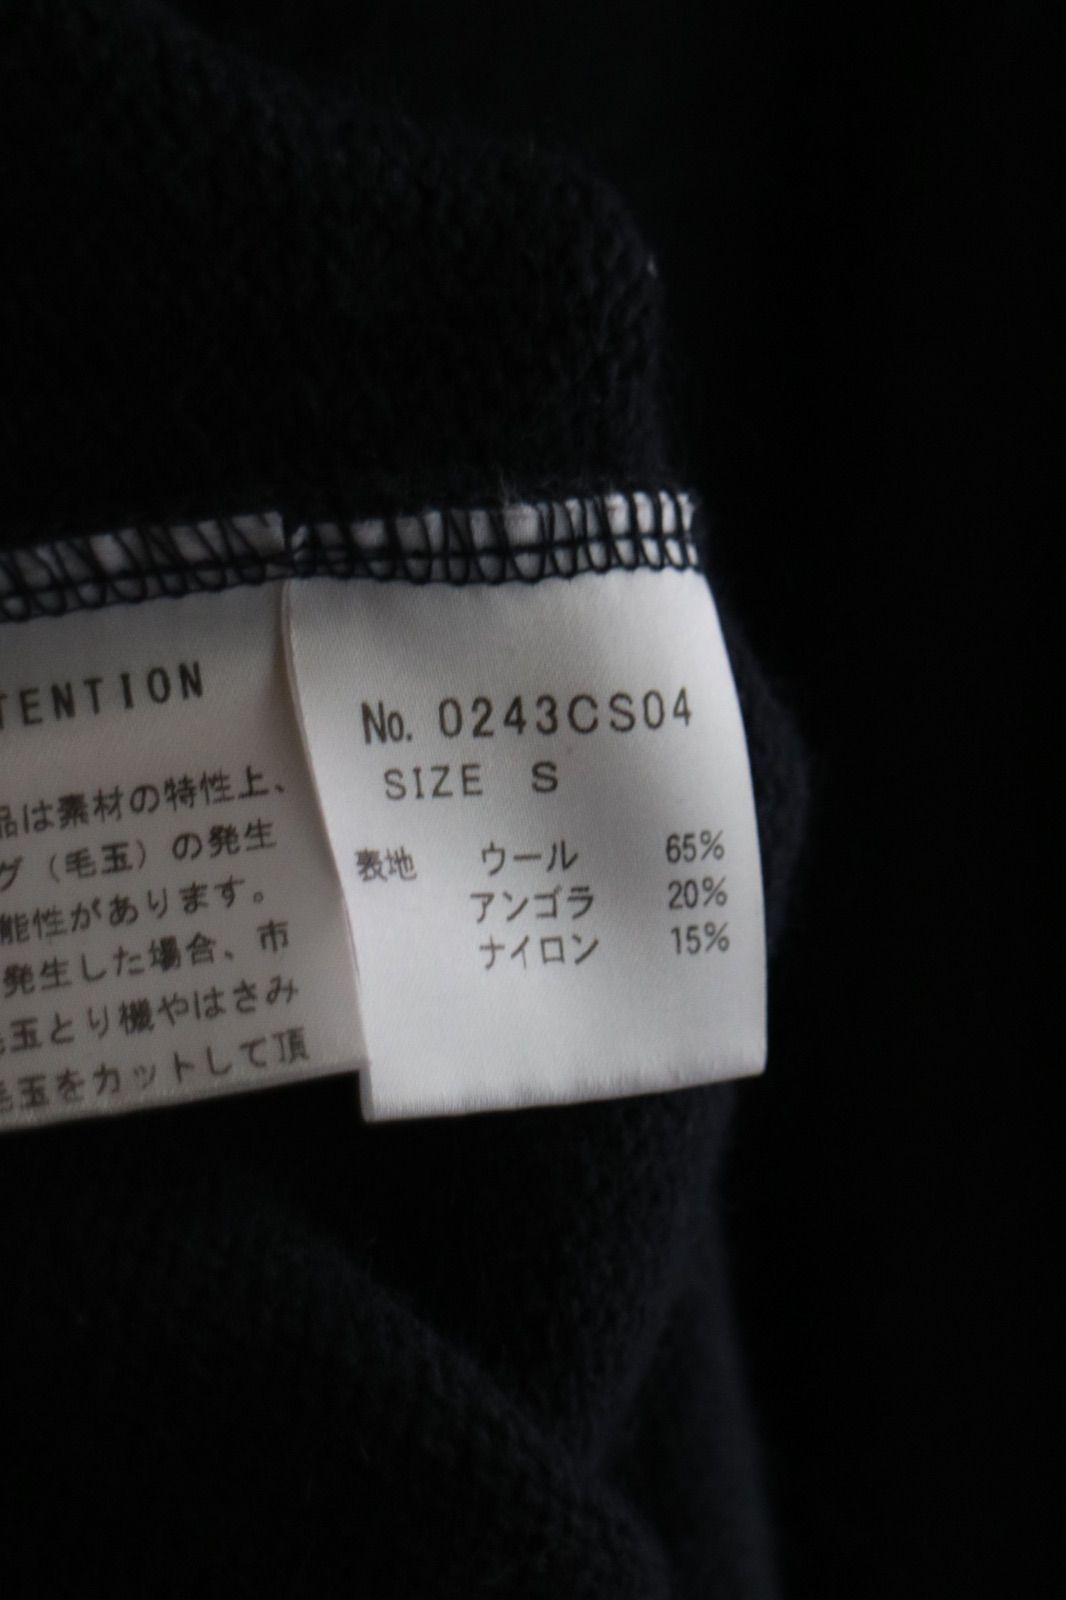 TENTION
品は素材の特性上、
グ（毛玉）の発生
能性があります。
発生した場合、市
毛玉とり機やはさみ
毛玉をカットして頂
No. 0243CS04
SIZE S
表地 ウール 65%
アンゴラ 20%
ナイロン 15%